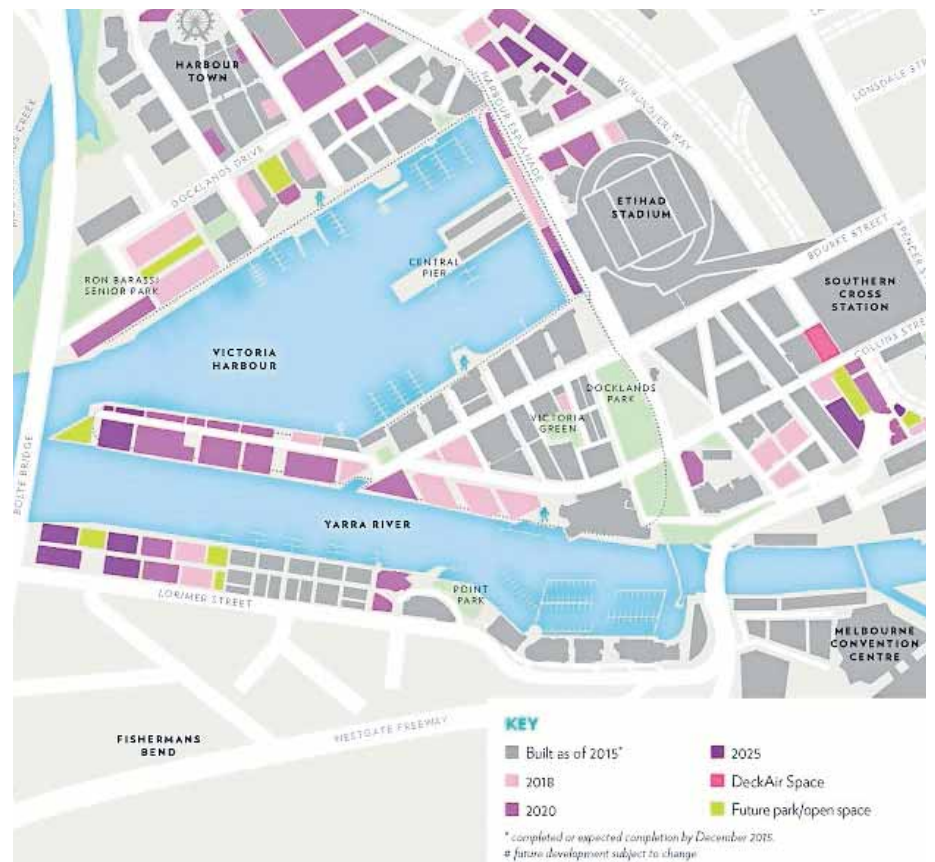 HARBOUR
TOWN
HARBOUR ESPLANADE
WURUNDJERI WAY
LONSDALE
DOCKLANDS DRIVE
ETIHAD
STADIUM
BOURKE STREET
SPENCER
CENTRAL
PIER
RON BARASSI
SENIOR PARK
SOUTHERN
CROSS
STATION
COLLINS
VICTORIA
HARBOUR
DOCKLANDS
PARK
VICTORIA
GREEN
BOLTE BRIDGE
YARRA RIVER
POINT
PARK
LORIMER STREET
MELBOURNE
CONVENTION
CENTRE
FISHERMANS
BEND
WESTGATE FREEWAY
KEY
Built as of 2015*
2018
2020
2025
DeckAir Space
Future park/open space
* completed or expected completion by December 2015.
# future development subject to change